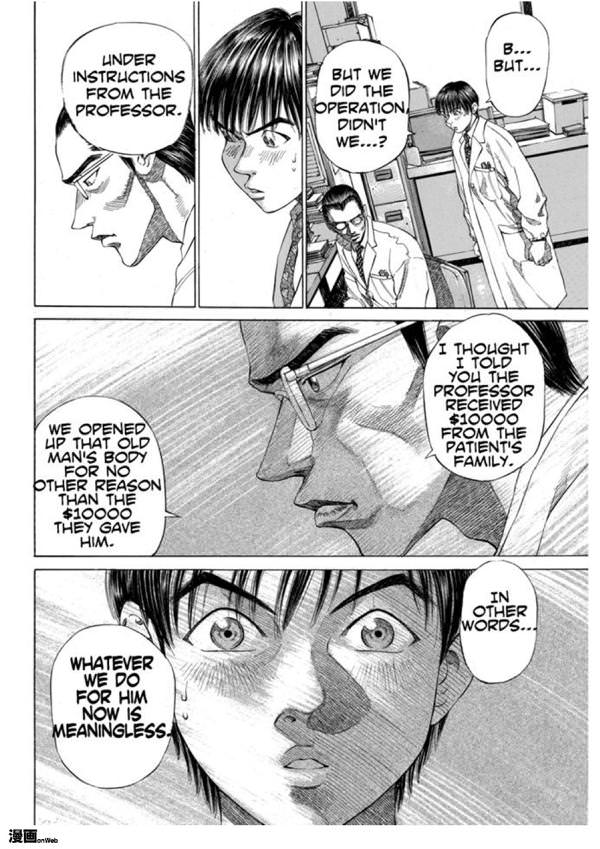 B...
BUT...
BUT WE
DID THE
OPERATION,
DIDN'T
WE...?
UNDER
INSTRUCTIONS
FROM THE
PROFESSOR.
I THOUGHT
I TOLD
YOU THE
PROFESSOR
RECEIVED
$10000
FROM THE
PATIENT'S
FAMILY.
WE OPENED
UP THAT OLD
MAN'S BODY
FOR NO
OTHER REASON
THAN THE
$10000
THEY GAVE
HIM.
IN
OTHER
WORDS...
WHATEVER
WE DO
FOR HIM
NOW IS
MEANINGLESS.
漫画onWeb